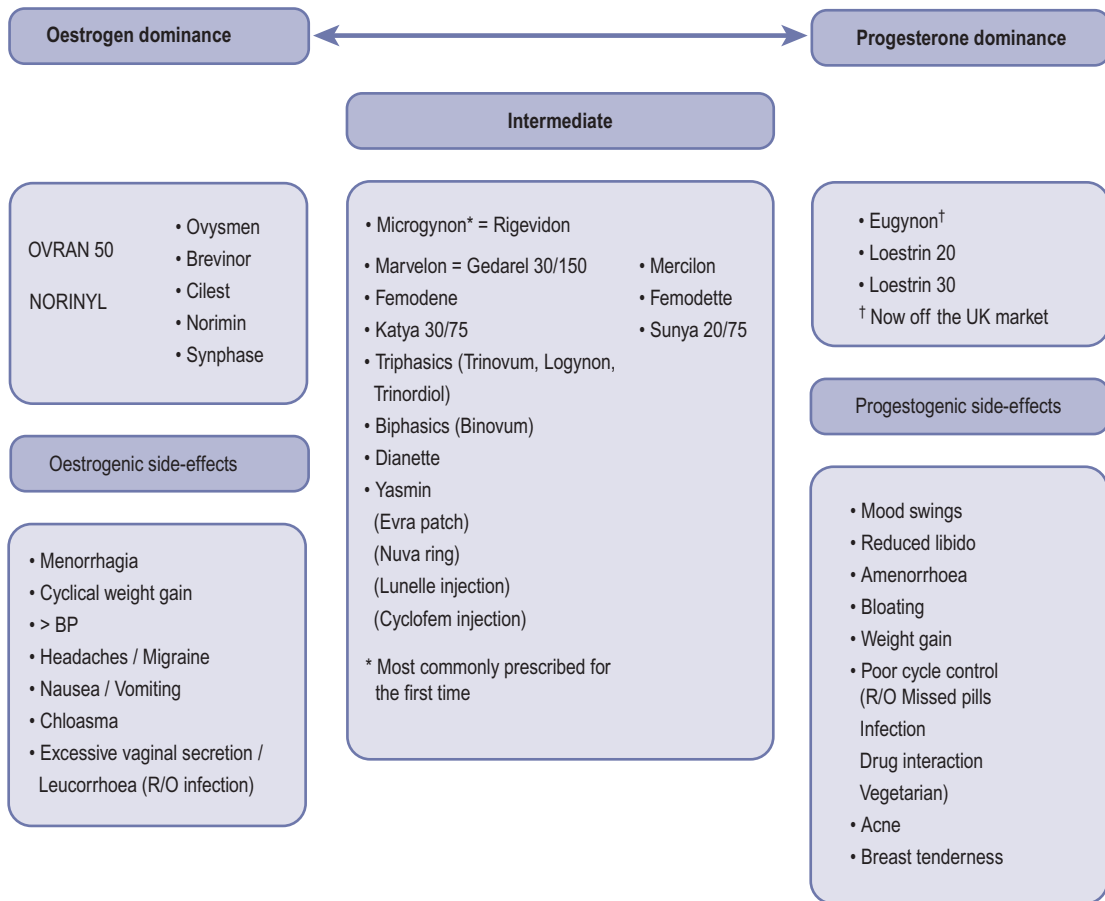 Oestrogen dominance
Progesterone dominance
Intermediate
OVRAN 50
NORINYL
• Ovysmen
• Brevinor
• Cilest
• Norimin
• Synphase
Oestrogenic side-effects
• Menorrhagia
• Cyclical weight gain
• > BP
• Headaches / Migraine
• Nausea / Vomiting
• Chloasma
• Excessive vaginal secretion /
Leucorrhoea (R/O infection)
• Microgynon* = Rigevidon
• Marvelon = Gedarel 30/150
• Femodene
• Katya 30/75
• Triphasics (Trinovum, Logynon,
Trinordiol)
• Biphasics (Binovum)
• Dianette
• Yasmin
(Evra patch)
(Nuva ring)
(Lunelle injection)
(Cyclofem injection)
* Most commonly prescribed for
the first time
• Mercilon
• Femodette
• Sunya 20/75
• Eugynon†
• Loestrin 20
• Loestrin 30
† Now off the UK market
Progestogenic side-effects
• Mood swings
• Reduced libido
• Amenorrhoea
• Bloating
• Weight gain
• Poor cycle control
(R/O Missed pills
Infection
Drug interaction
Vegetarian)
• Acne
• Breast tenderness